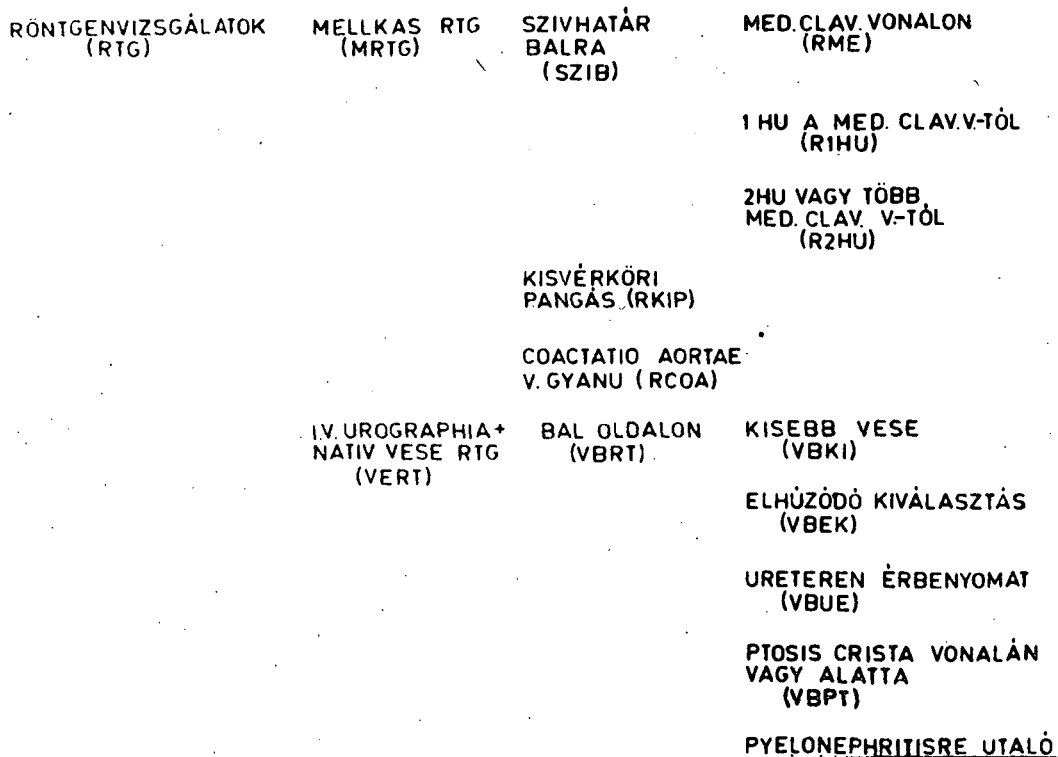 RÖNTGENVIZSGÁLATOK
(RTG)
MELLKAS RTG
(MRTG)
SZIVHATÁR
BALRA
(SZIB)
MED. CLAV. VONALON
(RME)
1 HU A MED. CLAV. V.-TÓL
(R1HU)
2HU VAGY TÖBB
MED. CLAV. V.-TÓL
(R2HU)
KISVÉRKÖRI
PANGÁS (RKIP)
COACTATIO AORTAE
V. GYANU (RCOA)
I.V. UROGRAPHIA +
NATIV VESE RTG
(VERT)
BAL OLDALON
(VBRT)
KISEBB VESE
(VBKI)
ELHÚZÓDÓ KIVÁLASZTÁS
(VBEK)
URETEREN ÉRBENYOMAT
(VBUE)
PTOSIS CRISTA VONALÁN
VAGY ALATTA
(VBPT)
PYELONEPHRITISRE UTALÓ